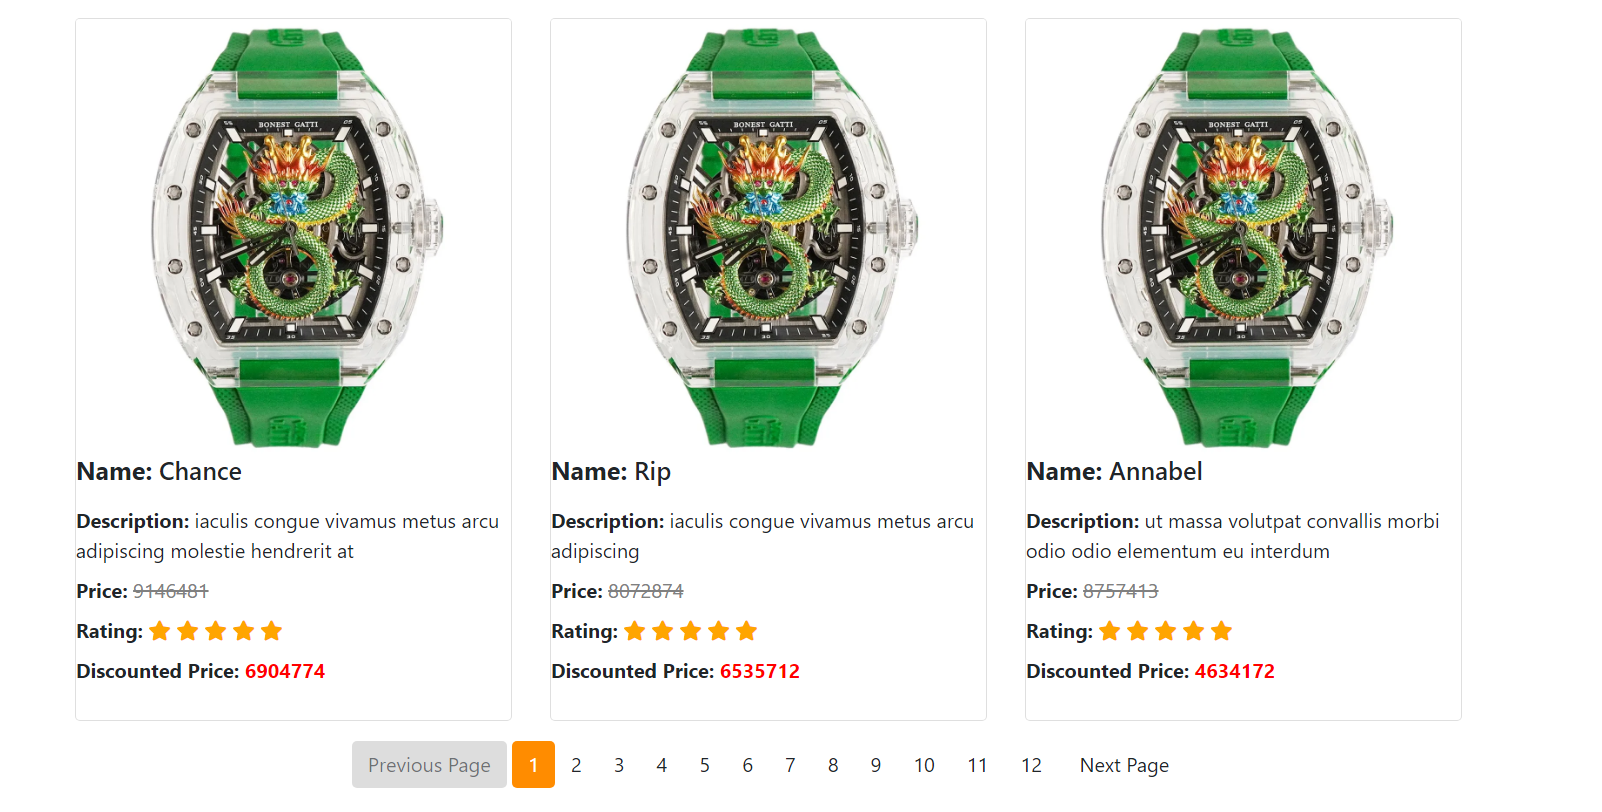 BONEST GATTI
BONEST GATTI
BONEST GATTI
Name: Chance
Description: iaculis congue vivamus metus arcu
adipiscing molestie hendrerit at
Price: 9146481
Rating:
Discounted Price: 6904774
Name: Rip
Description: iaculis congue vivamus metus arcu
adipiscing
Price: 8072874
Rating:
Discounted Price: 6535712
Name: Annabel
Description: ut massa volutpat convallis morbi
odio odio elementum eu interdum
Price: 8757413
Rating:
Discounted Price: 4634172
Previous Page 1 2 3 4 5 6 7 8 9 10 11 12 Next Page